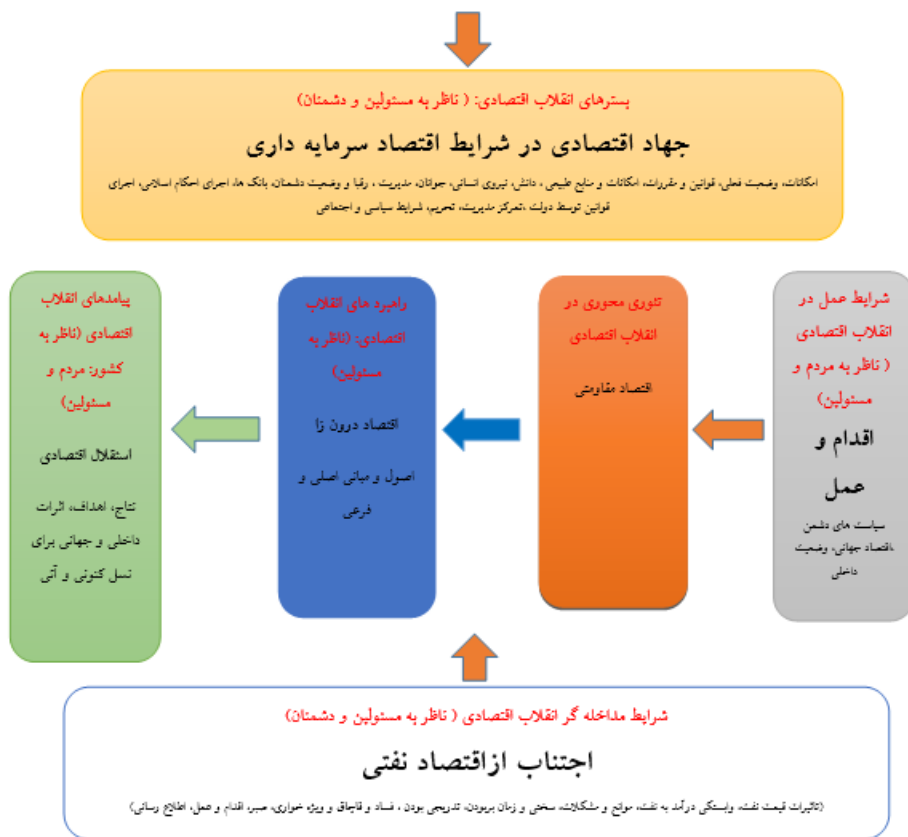 بسترهای انقلاب اقتصادی: ( ناظر به مسئولین و دشمنان)
جهاد اقتصادی در شرایط اقتصاد سرمایه داری
امکانات، وضعیت فعلی، قوانین و مقررات، امکانات و منابع طبیعی ، دانش، نیروی انسانی، جوانان، مدیریت ، رقبا و وضعیت دشمنان، بانک ها، اجرای احکام اسلامی، اجرای
قوانین توسط دولت ،تمرکز مدیریت، تحریم، شرایط سیاسی و اجتماعی
شرایط عمل در
انقلاب اقتصادی
( ناظر به مردم و
مسئولین)
اقدام و
عمل
سیاست های دشمن
،اقتصاد جهانی، وضعیت
داخلی
تئوری محوری در
انقلاب اقتصادی
اقتصاد مقاومتی
راهبرد های انقلاب
اقتصادی: (ناظر به
مسئولین)
اقتصاد درون زا
اصول و مبانی اصلی و
فرعی
پیامدهای انقلاب
اقتصادی (ناظر به
کشور: مردم و
مسئولین)
استقلال اقتصادی
نتاج، اهداف، اثرات
داخلی و جهانی برای
نسل کنونی و آتی
شرایط مداخله گر انقلاب اقتصادی ( ناظر به مسئولین و دشمنان)
اجتناب ازاقتصاد نفتی
(تاثیرات قیمت نفت، وابستگی درآمد به نفت، موانع و مشکلات، سختی و زمان بربودن، تدریجی بودن ، فساد و قاچاق و ویژه خواری، صبر، اقدام و عمل، اطلاع رسانی)